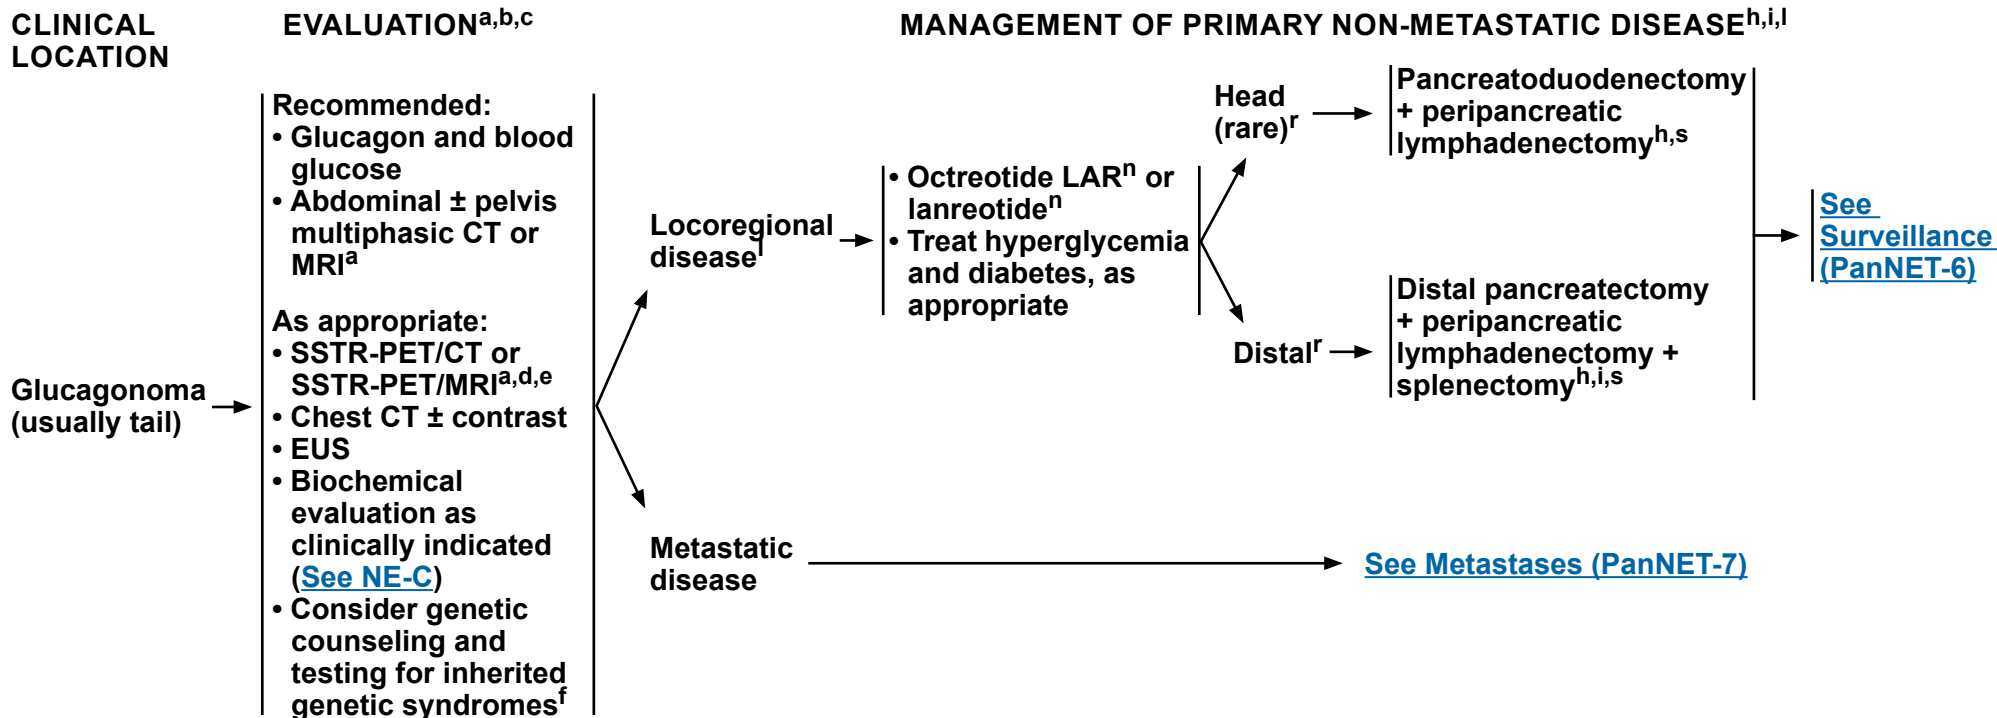 CLINICAL
LOCATION
EVALUATIONa,b,c
MANAGEMENT OF PRIMARY NON-METASTATIC DISEASEh,i,l
Glucagonoma
(usually tail)
Recommended:
• Glucagon and blood
glucose
• Abdominal ± pelvis
multiphasic CT or
MRIa
As appropriate:
• SSTR-PET/CT or
SSTR-PET/MRIa,d,e
• Chest CT ± contrast
• EUS
• Biochemical
evaluation as
clinically indicated
(See NE-C)
• Consider genetic
counseling and
testing for inherited
genetic syndromesf
Locoregional
diseasel
• Octreotide LARn or
lanreotiden
• Treat hyperglycemia
and diabetes, as
appropriate
Head
(rare)r
Pancreatoduodenectomy
+ peripancreatic
lymphadenectomyh,s
Distalr
Distal pancreatectomy
+ peripancreatic
lymphadenectomy +
splenectomyh,i,s
See
Surveillance
(PanNET-6)
Metastatic
disease
See Metastases (PanNET-7)